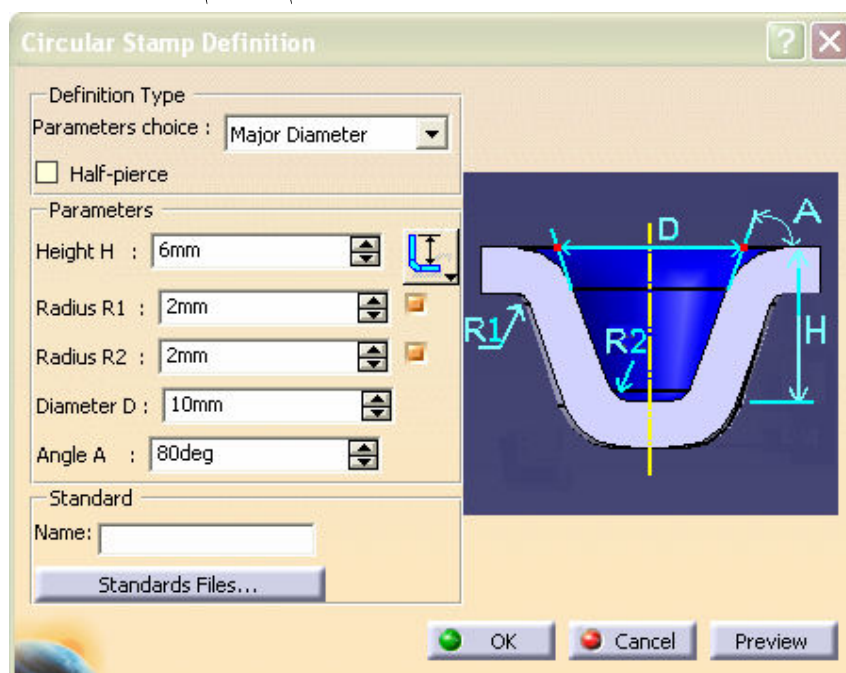 Circular Stamp Definition
Definition Type
Parameters choice : Major Diameter
Half-pierce
Parameters
Height H : 6mm
Radius R1 : 2mm
Radius R2 : 2mm
Diameter D : 10mm
Angle A : 80deg
Standard
Name:
Standards Files...
D
A
R1
R2
H
OK Cancel Preview